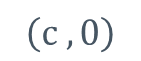 (c , 0)